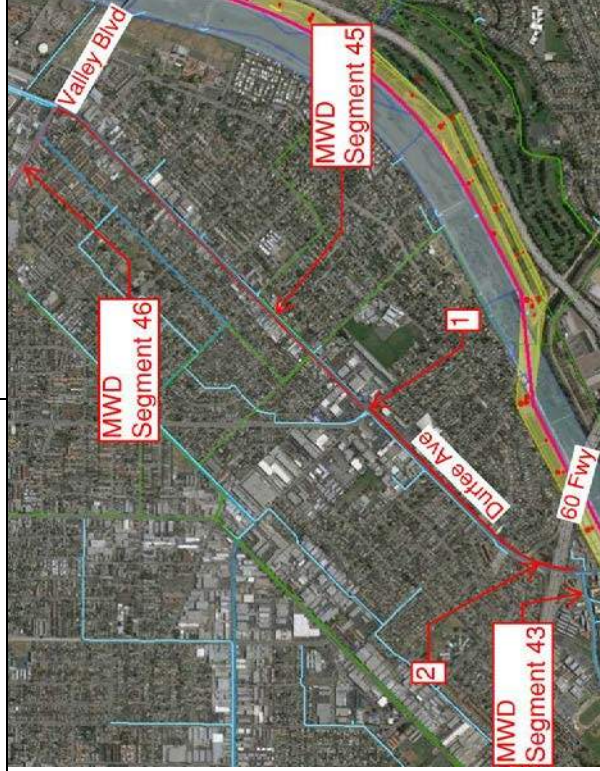 Valley Blvd
MWD
Segment 45
MWD
Segment 46
1
Durfee Ave
60 Fwy
2
MWD
Segment 43